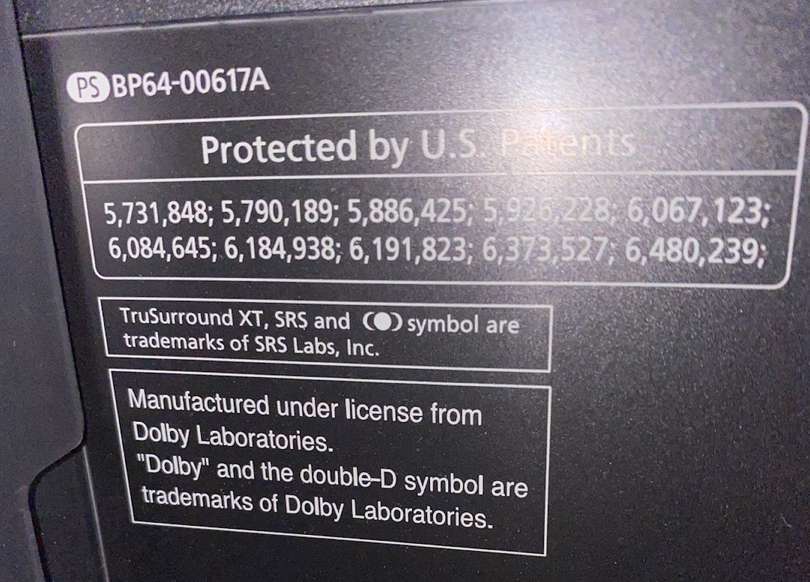 PS BP64-00617A
Protected by U.S. Patents
5,731,848; 5,790,189; 5,886,425; 5,926,228; 6,067,123;
6,084,645; 6,184,938; 6,191,823; 6,373,527; 6,480,239;
TruSurround XT, SRS and symbol are
trademarks of SRS Labs, Inc.
Manufactured under license from
Dolby Laboratories.
"Dolby" and the double-D symbol are
trademarks of Dolby Laboratories.